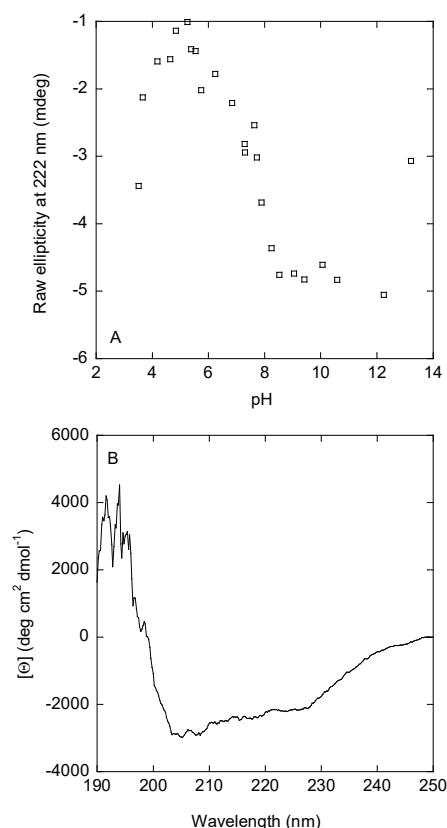 -1
-2
-3
-4
-5
-6
Raw ellipticity at 222 nm (mdeg)
A
2 4 6 8 10 12 14
pH
6000
4000
2000
0
-2000
-4000
[Θ] (deg cm² dmol⁻¹)
B
190 200 210 220 230 240 250
Wavelength (nm)